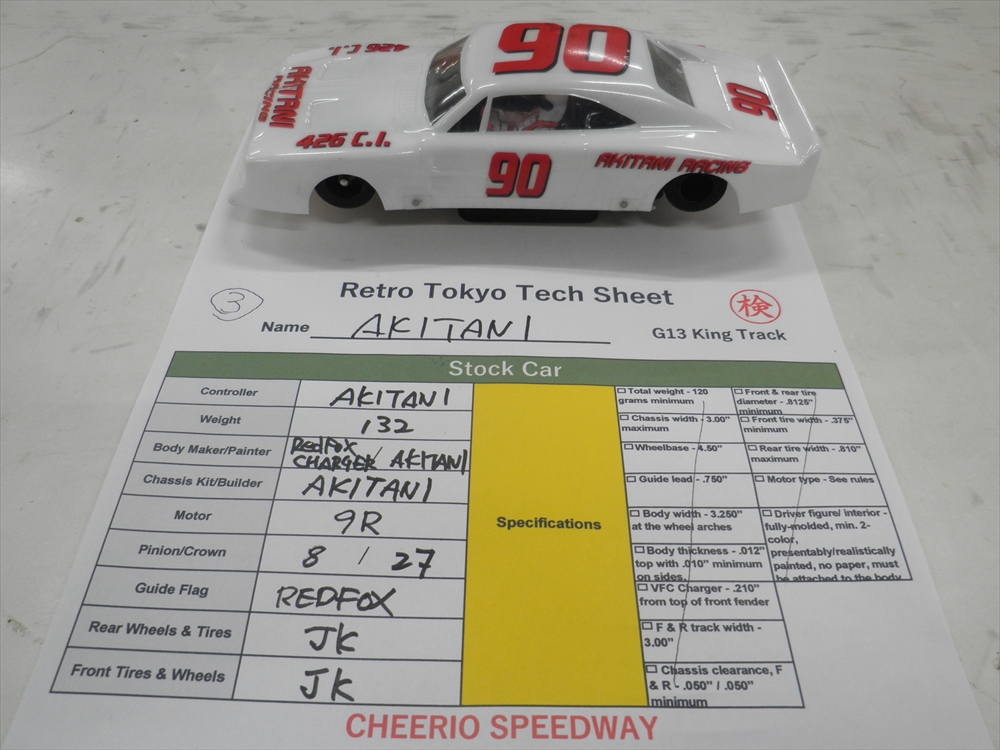 426 C.I.
AKITANI
RACING
426 C.I.
90
90
AKITANI RACING
90
3
Retro Tokyo Tech Sheet
検
Name AKITANI
G13 King Track
Stock Car
Controller AKITANI
Weight 132
Body Maker/Painter REDFOX CHARGER / AKITANI
Chassis Kit/Builder AKITANI
Motor 9R
Pinion/Crown 8 / 27
Guide Flag REDFOX
Rear Wheels & Tires JK
Front Tires & Wheels JK
Specifications
Total weight - 120
grams minimum
Chassis width - 3.00"
maximum
Wheelbase - 4.50"
Guide lead - .750"
Body width - 3.250"
at the wheel arches
Body thickness - .012"
top with .010" minimum
on sides.
VFC Charger - .210"
from top of front fender
F & R track width -
3.00"
Chassis clearance, F
& R - .050" / .050"
minimum
Front & rear tire
diameter - .8125"
minimum
Front tire width - .375"
minimum
Rear tire width - .810"
maximum
Motor type - See rules
Driver figure/ interior -
fully-molded, min. 2-
color,
presentably/realistically
painted, no paper, must
be attached to the body
CHEERIO SPEEDWAY